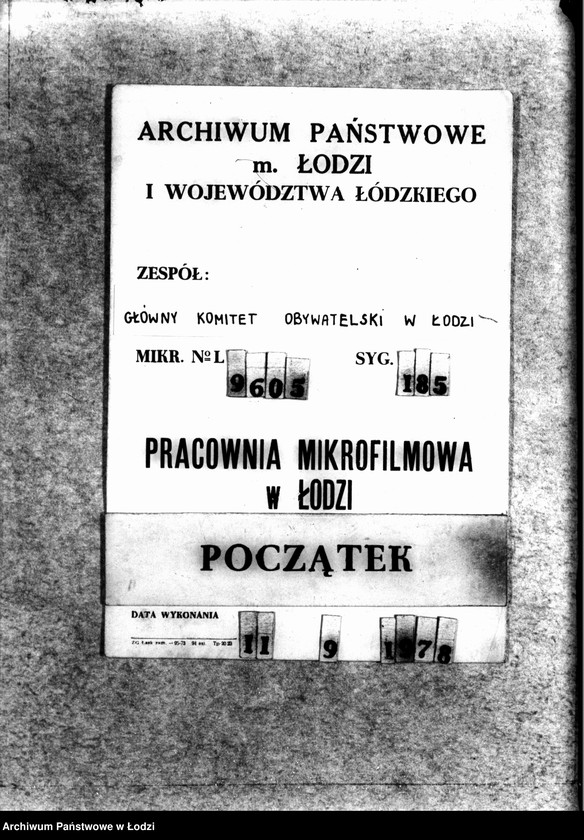 ARCHIWUM PAŃSTWOWE
m. ŁODZI
I WOJEWÓDZTWA ŁÓDZKIEGO
ZESPÓŁ:
GŁÓWNY KOMITET OBYWATELSKI W ŁODZI
MIKR. № L 9605 SYG. 185
PRACOWNIA MIKROFILMOWA
w ŁODZI
POCZĄTEK
DATA WYKONANIA 11 9 1978
Archiwum Państwowe w Łodzi